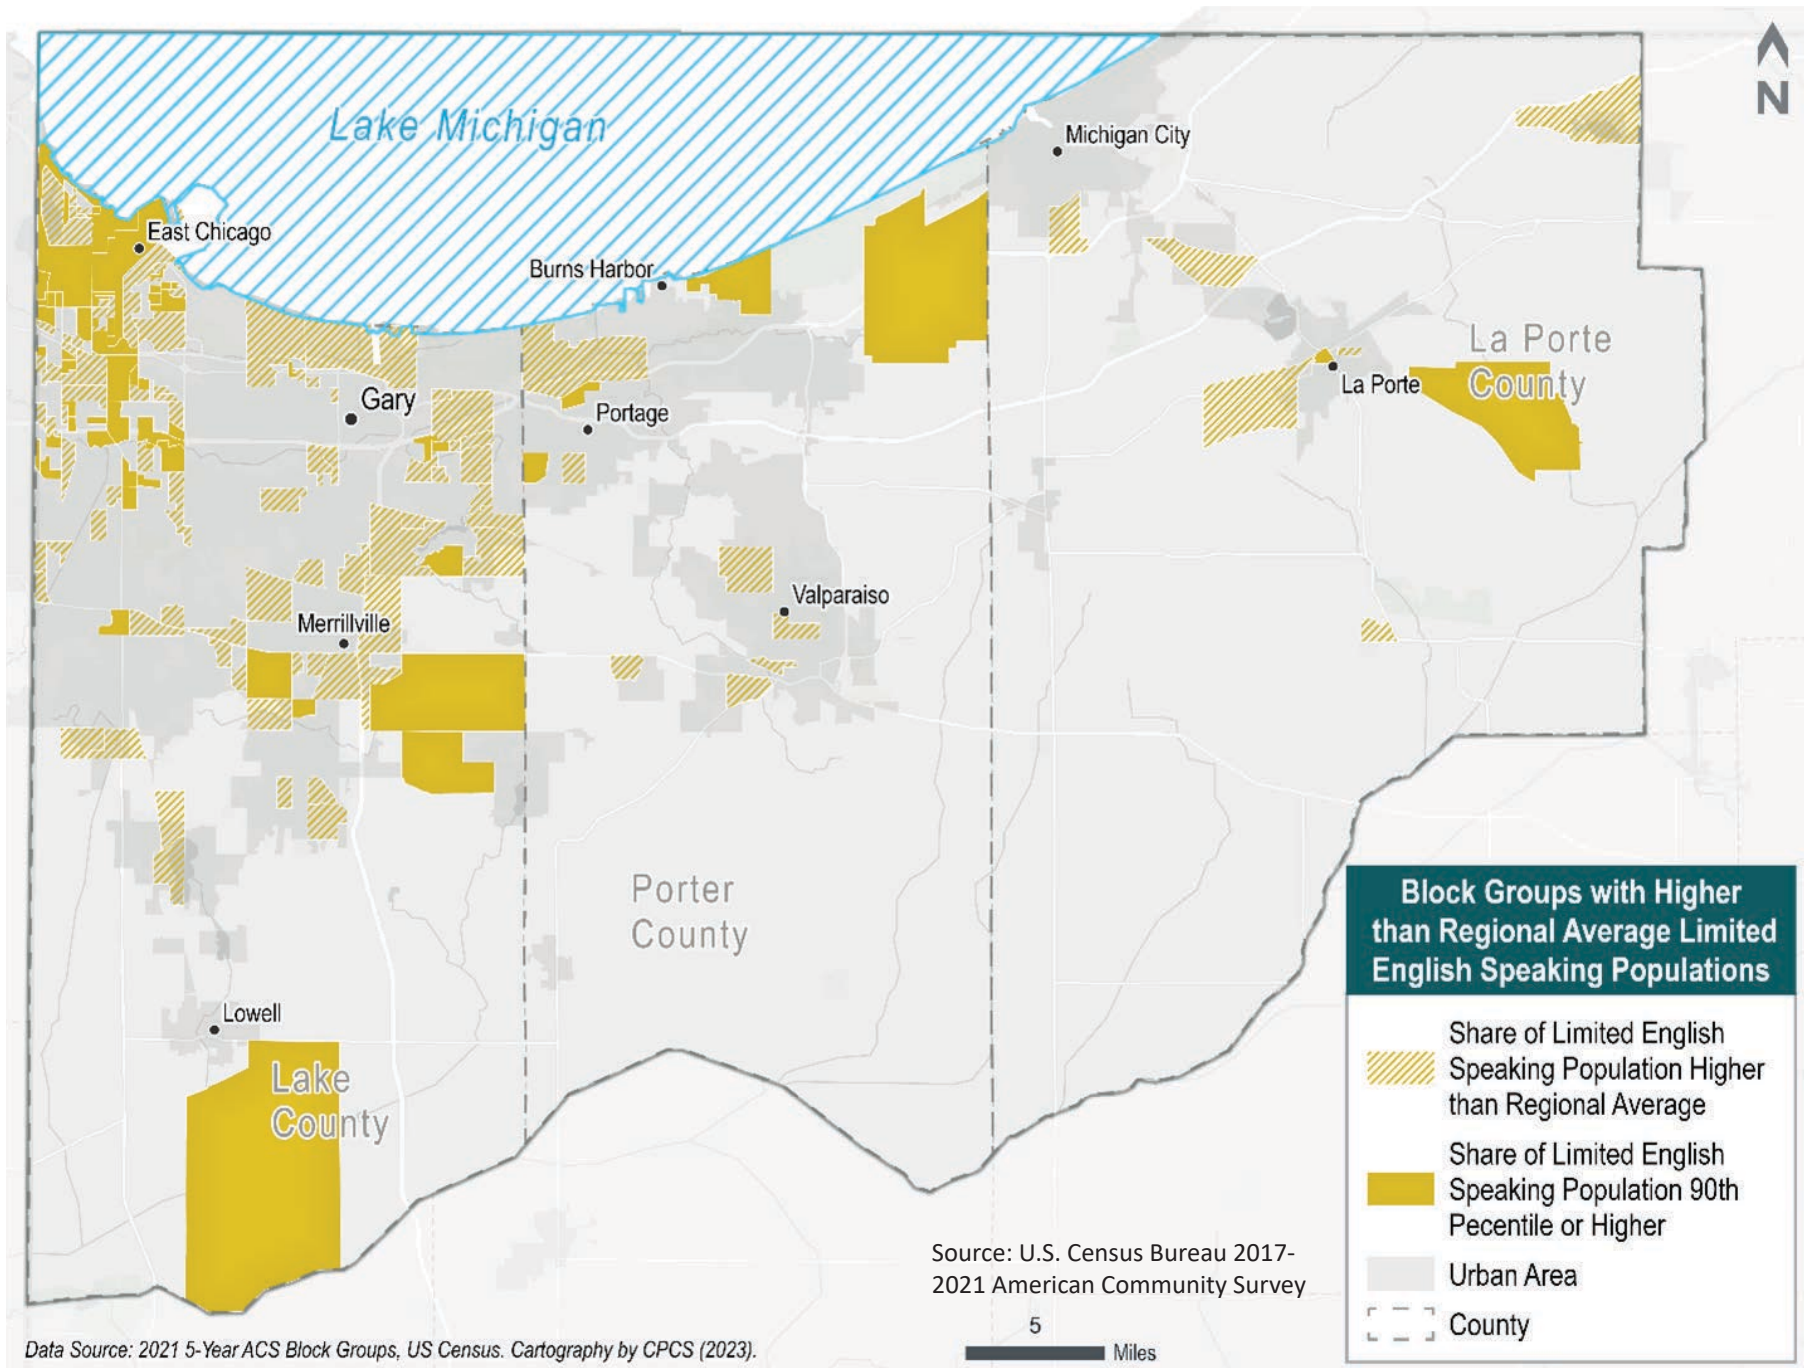 N
Lake Michigan
Michigan City
East Chicago
Burns Harbor
La Porte
County
La Porte
Gary
Portage
Valparaiso
Merrillville
Porter
County
Lowell
Lake
County
Block Groups with Higher
than Regional Average Limited
English Speaking Populations
Share of Limited English
Speaking Population Higher
than Regional Average
Share of Limited English
Speaking Population 90th
Pecentile or Higher
Urban Area
County
Source: U.S. Census Bureau 2017-
2021 American Community Survey
5
Miles
Data Source: 2021 5-Year ACS Block Groups, US Census. Cartography by CPCS (2023).